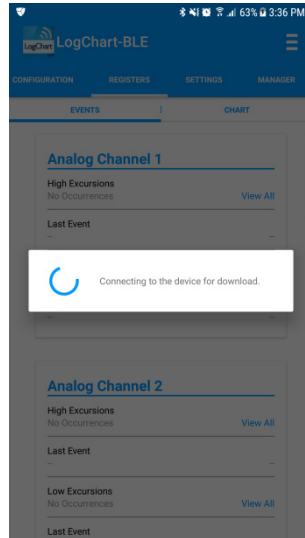 63% 3:36 PM
LogChart LogChart-BLE
CONFIGURATION REGISTERS SETTINGS MANAGER
EVENTS CHART
Analog Channel 1
High Excursions
No Occurrences View All
Last Event
-- --
Connecting to the device for download.
-- --
Analog Channel 2
High Excursions
No Occurrences View All
Last Event
-- --
Low Excursions
No Occurrences View All
Last Event